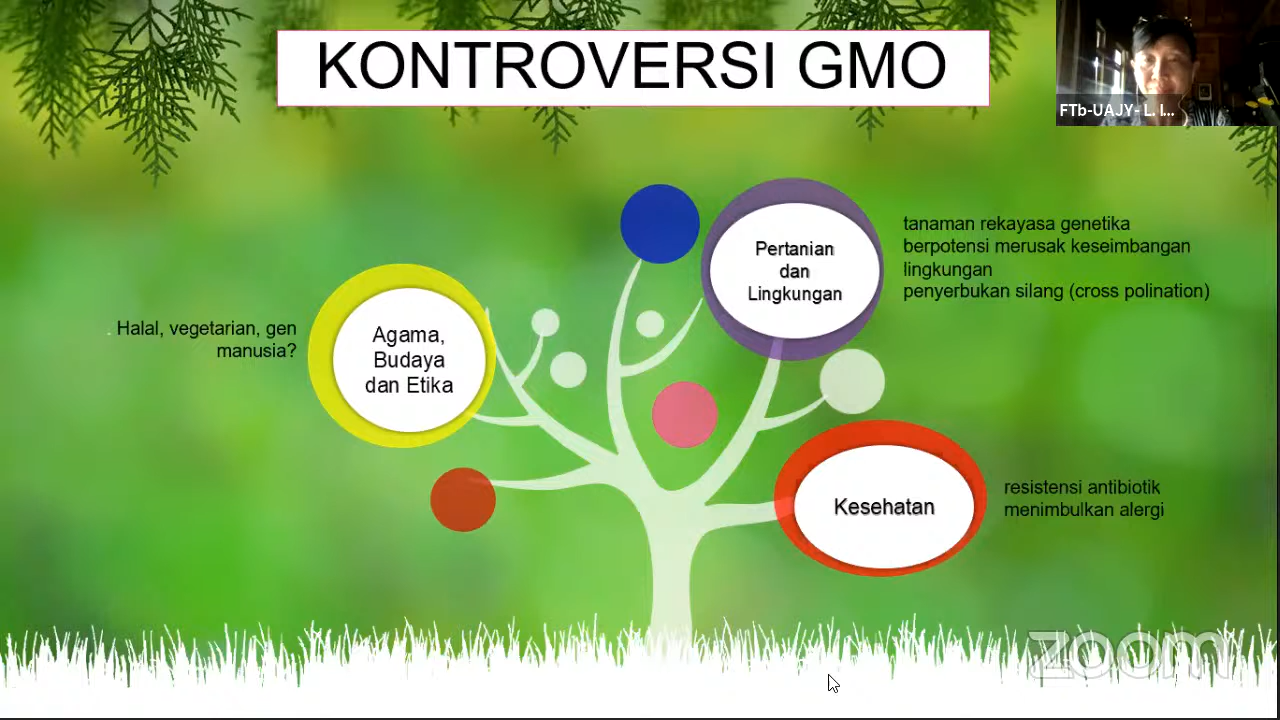 KONTROVERSI GMO
FTb-UAJY- L. I...
Pertanian
dan
Lingkungan
tanaman rekayasa genetika
berpotensi merusak keseimbangan
lingkungan
penyerbukan silang (cross polination)
. Halal, vegetarian, gen
manusia?
Agama,
Budaya
dan Etika
Kesehatan
resistensi antibiotik
menimbulkan alergi
zoom